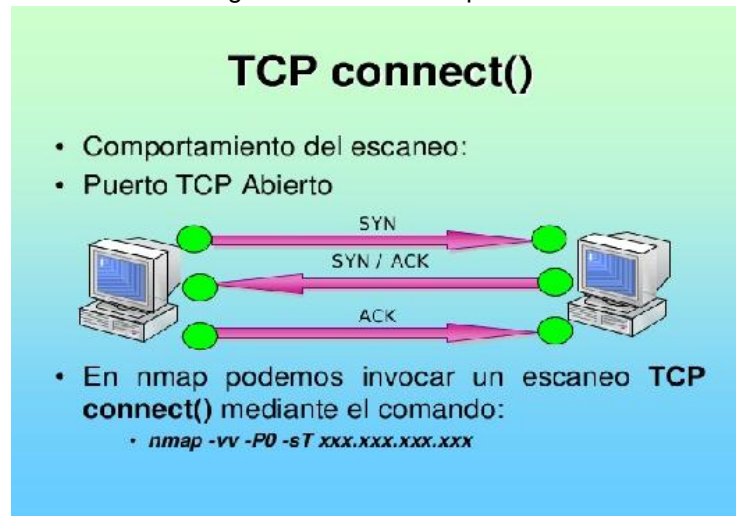 TCP connect()
• Comportamiento del escaneo:
• Puerto TCP Abierto
SYN
SYN / ACK
ACK
• En nmap podemos invocar un escaneo TCP
connect() mediante el comando:
• nmap -vv -P0 -sT xxx.xxx.xxx.xxx